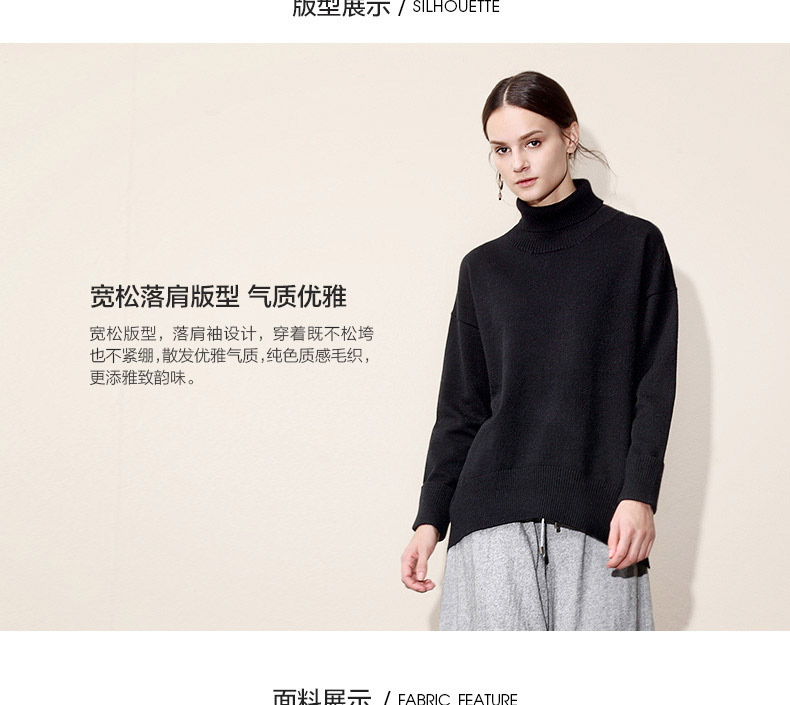 版型展示 / SILHOUETTE
宽松落肩版型 气质优雅
宽松版型，落肩袖设计，穿着既不松垮
也不紧绷，散发优雅气质，纯色质感毛织，
更添雅致韵味。
面料展示 / FABRIC FEATURE